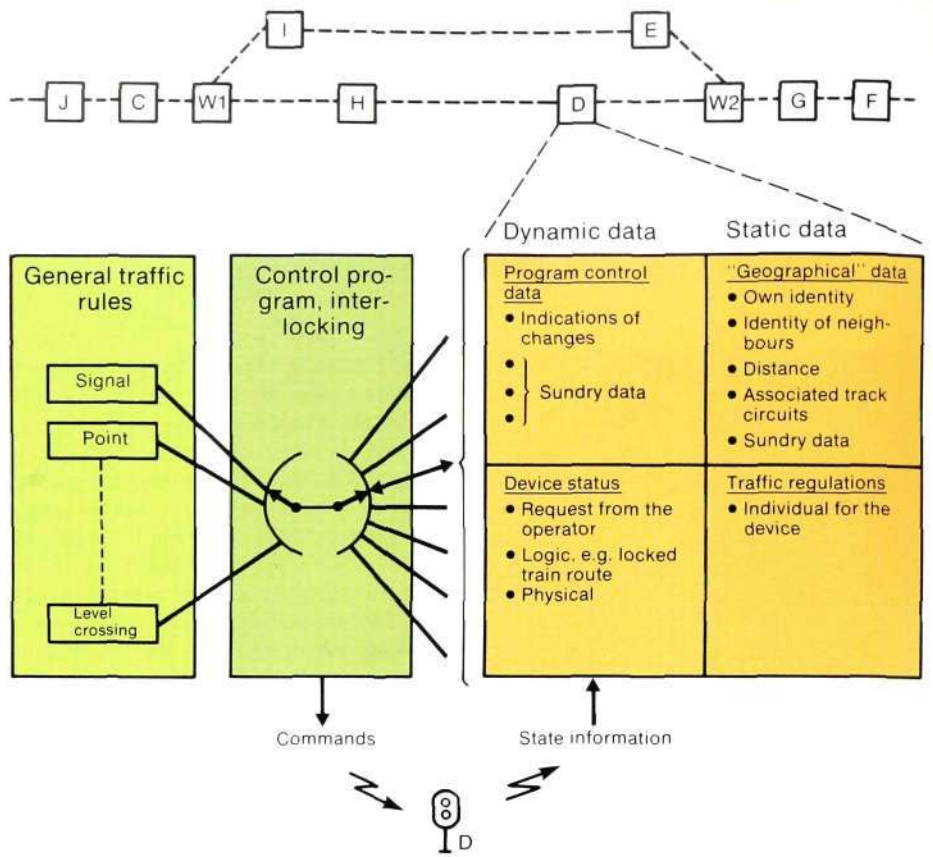 I
E
J
C
W1
H
D
W2
G
F
Dynamic data
Static data
General traffic
rules
Signal
Point
Level
crossing
Control pro-
gram, inter-
locking
Program control
data
• Indications of
changes
•
•
•
Sundry data
"Geographical" data
• Own identity
• Identity of neigh-
bours
• Distance
• Associated track
circuits
• Sundry data
Device status
• Request from the
operator
• Logic, e.g. locked
train route
• Physical
Traffic regulations
• Individual for the
device
Commands
State information
D